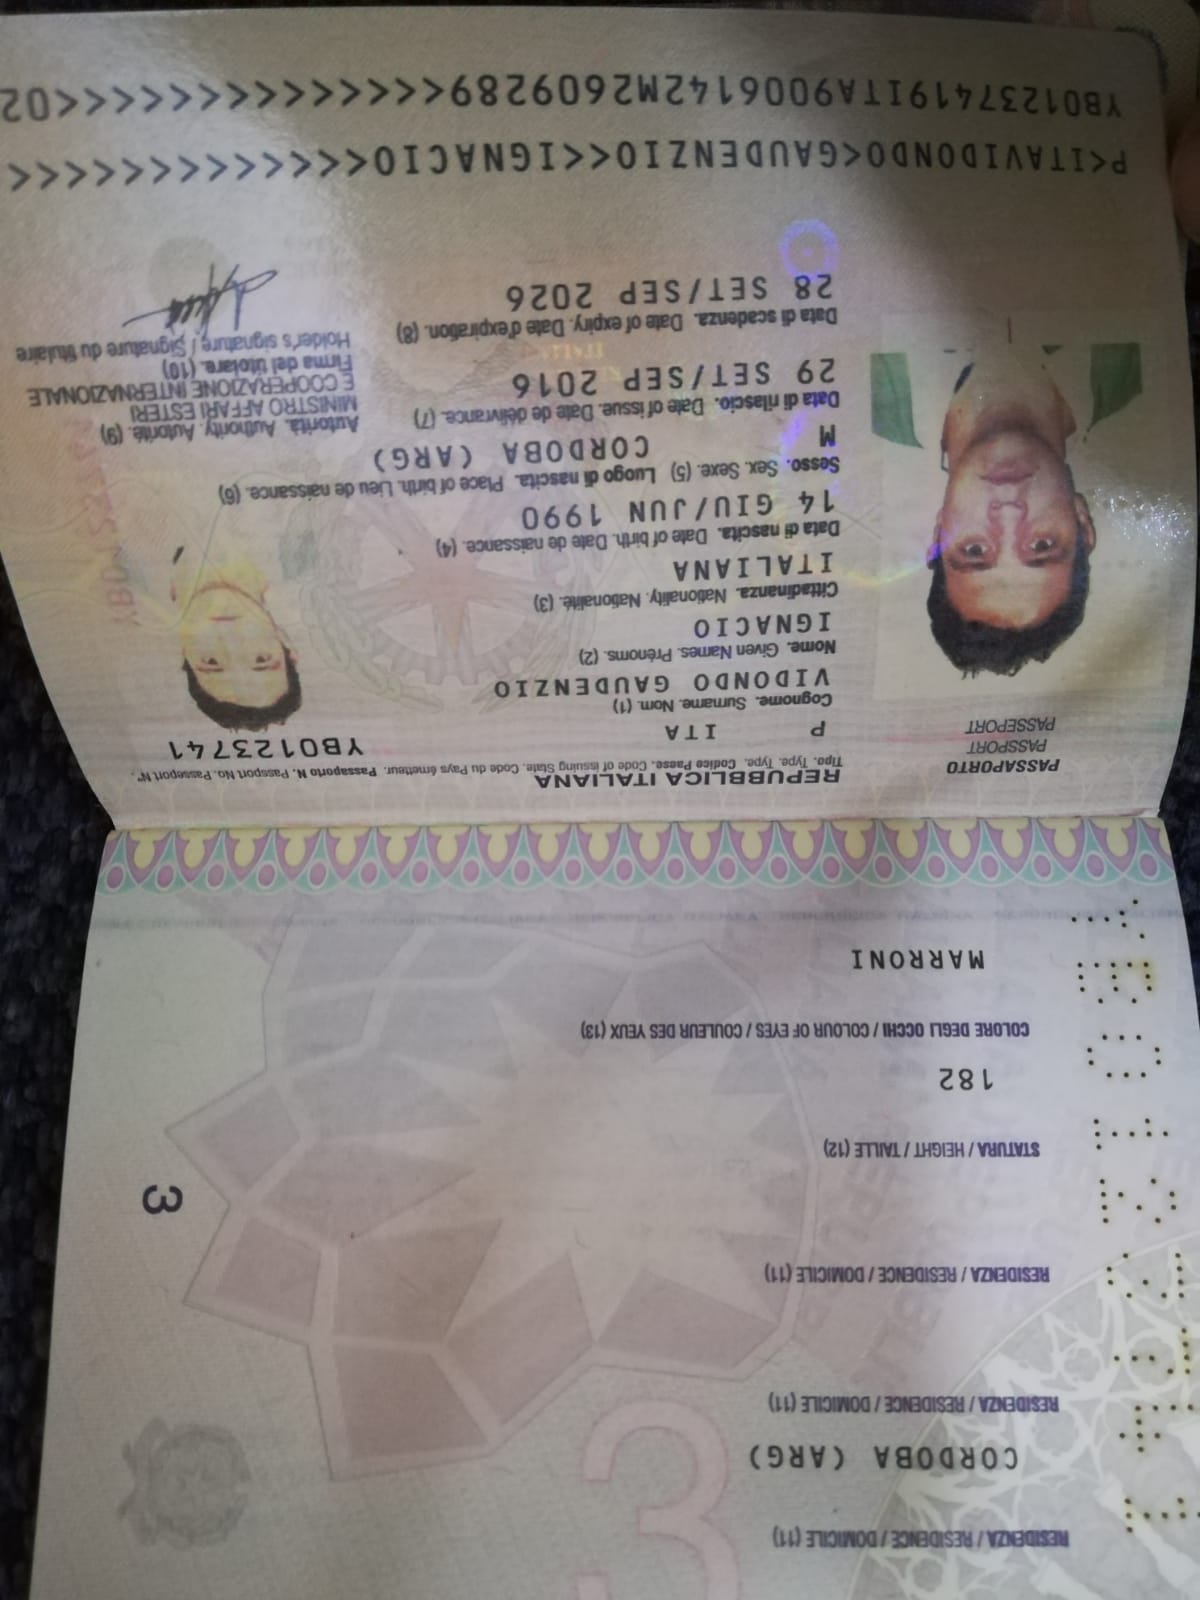 RESIDENZA / RESIDENCE / DOMICILE (11)
CORDOBA (ARG)
RESIDENZA / RESIDENCE / DOMICILE (11)
RESIDENZA / RESIDENCE / DOMICILE (11)
3
STATURA / HEIGHT / TAILLE (12)
182
COLORE DEGLI OCCHI / COLOUR OF EYES / COULEUR DES YEUX (13)
MARRONI
3
PASSAPORTO
PASSPORT
PASSEPORT
REPUBBLICA ITALIANA
Tipo. Type. Type. Codice Paese. Code of issuing State. Code du Pays émetteur. Passaporto N. Passport No. Passeport N°.
P ITA YB0123741
Cognome. Surname. Nom. (1)
VIDONDO GAUDENZIO
Nome. Given Names. Prénoms. (2)
IGNACIO
Cittadinanza. Nationality. Nationalité. (3)
ITALIANA
Data di nascita. Date of birth. Date de naissance. (4)
14 GIU/JUN 1990
Sesso. Sex. Sexe. (5) Luogo di nascita. Place of birth. Lieu de naissance. (6)
M CORDOBA (ARG)
Data di rilascio. Date of issue. Date de délivrance. (7)
29 SET/SEP 2016
Data di scadenza. Date of expiry. Date d'expiration. (8)
28 SET/SEP 2026
Autorità. Authority. Autorité. (9)
MINISTRO AFFARI ESTERI
E COOPERAZIONE INTERNAZIONALE
Firma del titolare. (10)
Holder's signature / Signature du titulaire
P<ITAVIDONDO<GAUDENZIO<<IGNACIO<<<<<<<<<<<<<
YB01237419ITA9006142M2609289<<<<<<<<<<<<<<02